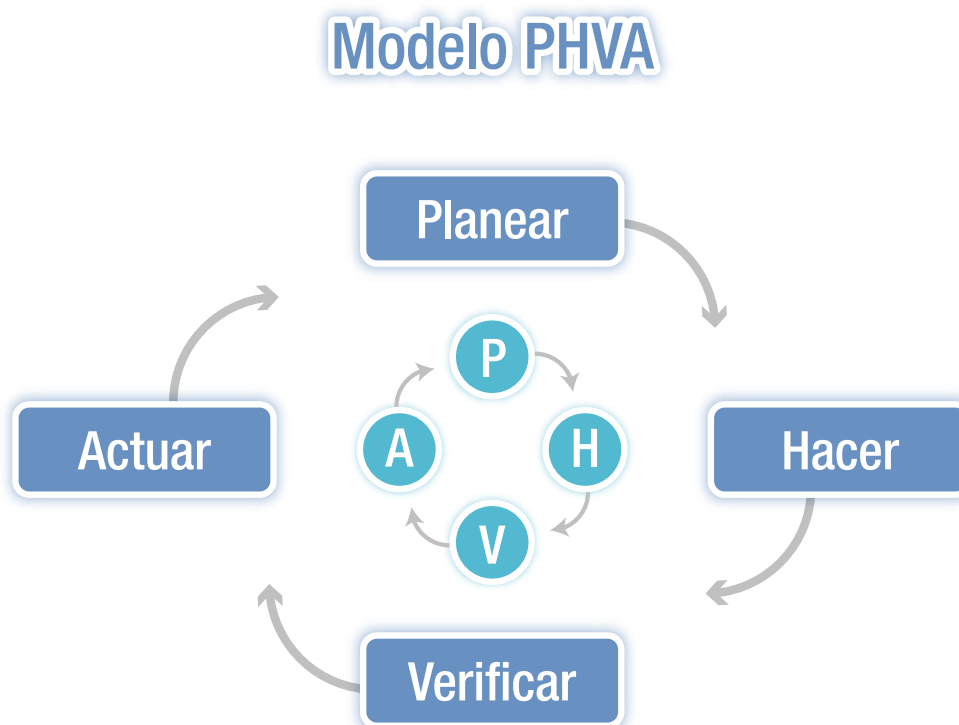 Modelo PHVA
Planear
P
Actuar
A
H
Hacer
V
Verificar